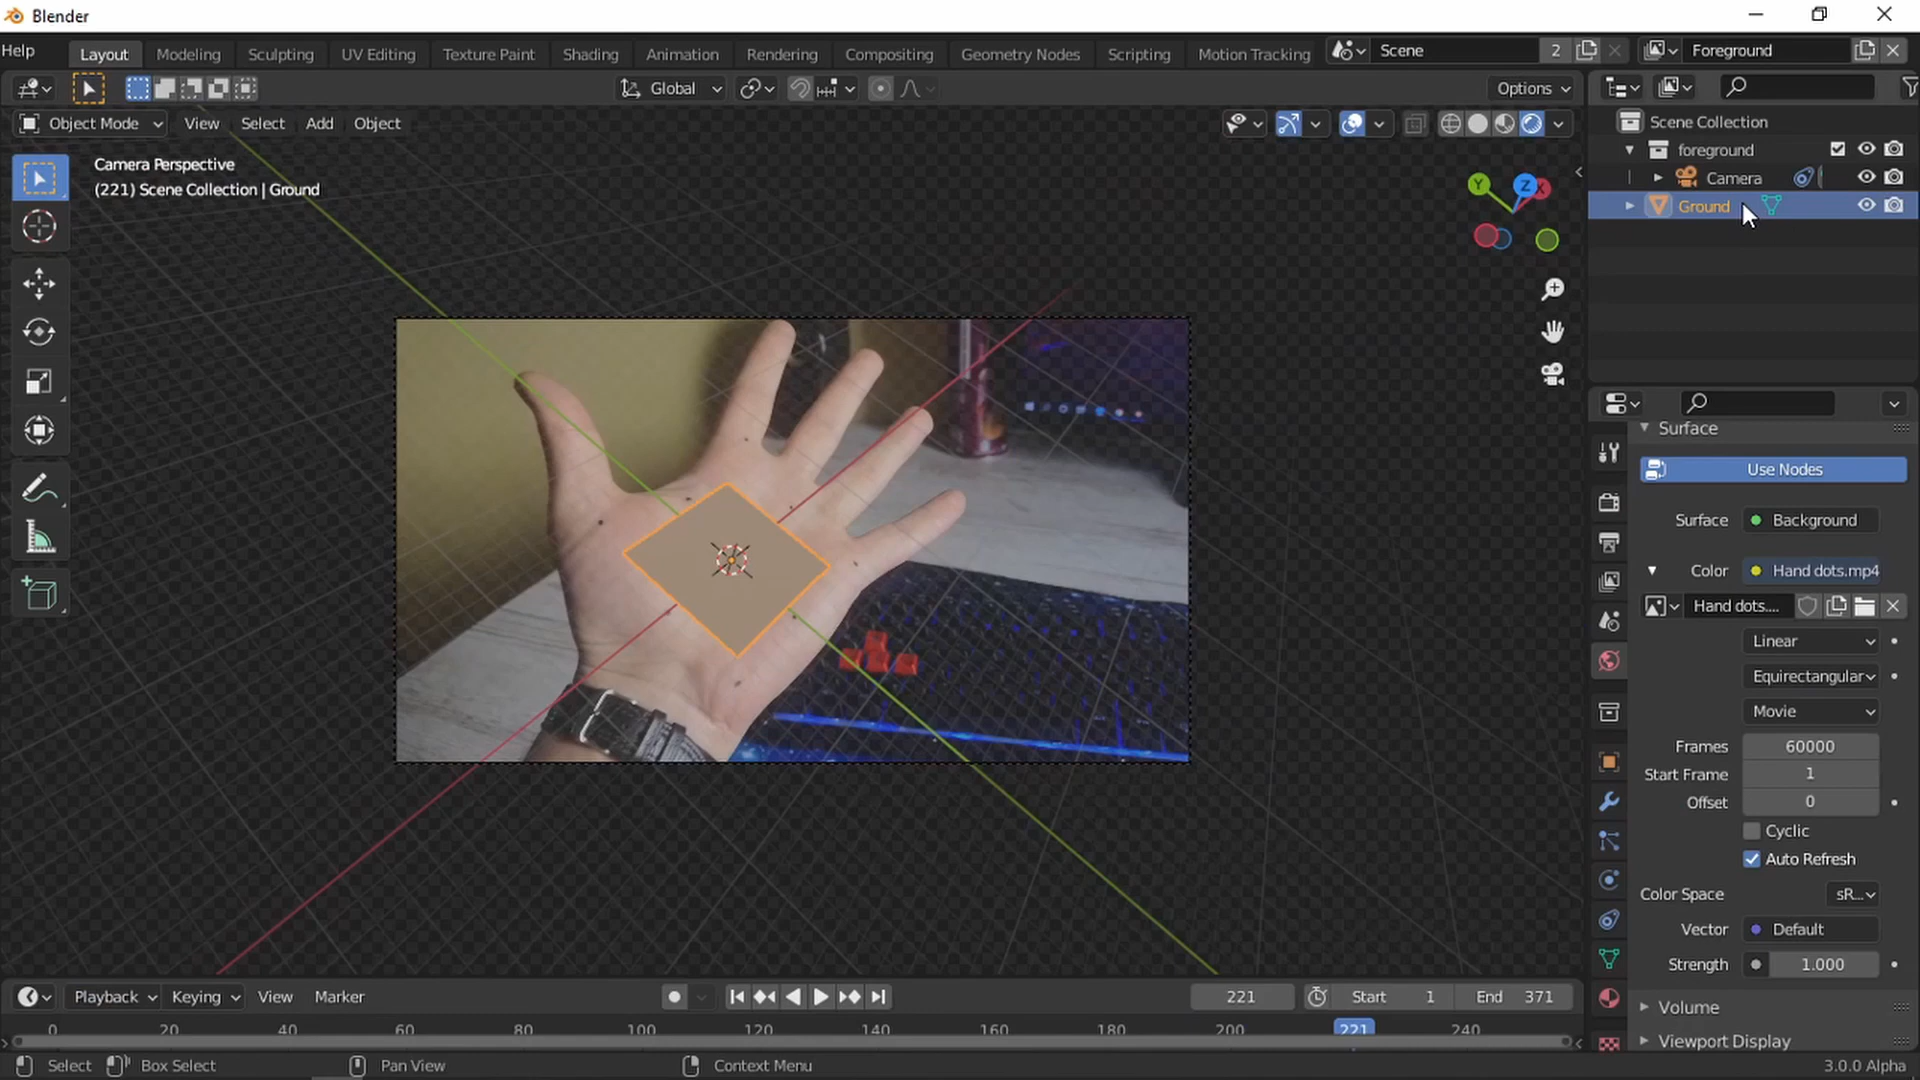 Blender
Help Layout Modeling Sculpting UV Editing Texture Paint Shading Animation Rendering Compositing Geometry Nodes Scripting Motion Tracking Scene 2 Foreground
Global Options
Object Mode View Select Add Object
Scene Collection
foreground
Camera
Ground
Camera Perspective
(221) Scene Collection | Ground
Y Z X
Surface
Use Nodes
Surface Background
Color Hand dots.mp4
Hand dots....
Linear
Equirectangular
Movie
Frames 60000
Start Frame 1
Offset 0
Cyclic
Auto Refresh
Color Space sR...
Vector Default
Strength 1.000
Volume
Viewport Display
Playback Keying View Marker 221 Start 1 End 371
0 20 40 60 80 100 120 140 160 180 200 221 240
Select Box Select Pan View Context Menu 3.0.0 Alpha